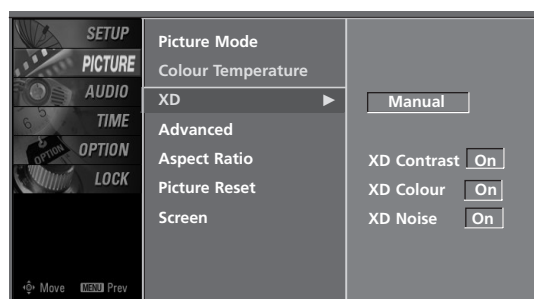 SETUP
PICTURE
AUDIO
TIME
OPTION
LOCK
Move MENU Prev
Picture Mode
Colour Temperature
XD ▶
Advanced
Aspect Ratio
Picture Reset
Screen
Manual
XD Contrast On
XD Colour On
XD Noise On